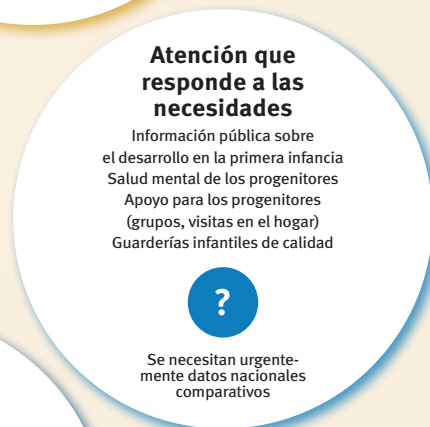 Atención que
responde a las
necesidades
Información pública sobre
el desarrollo en la primera infancia
Salud mental de los progenitores
Apoyo para los progenitores
(grupos, visitas en el hogar)
Guarderías infantiles de calidad
?
Se necesitan urgente-
mente datos nacionales
comparativos